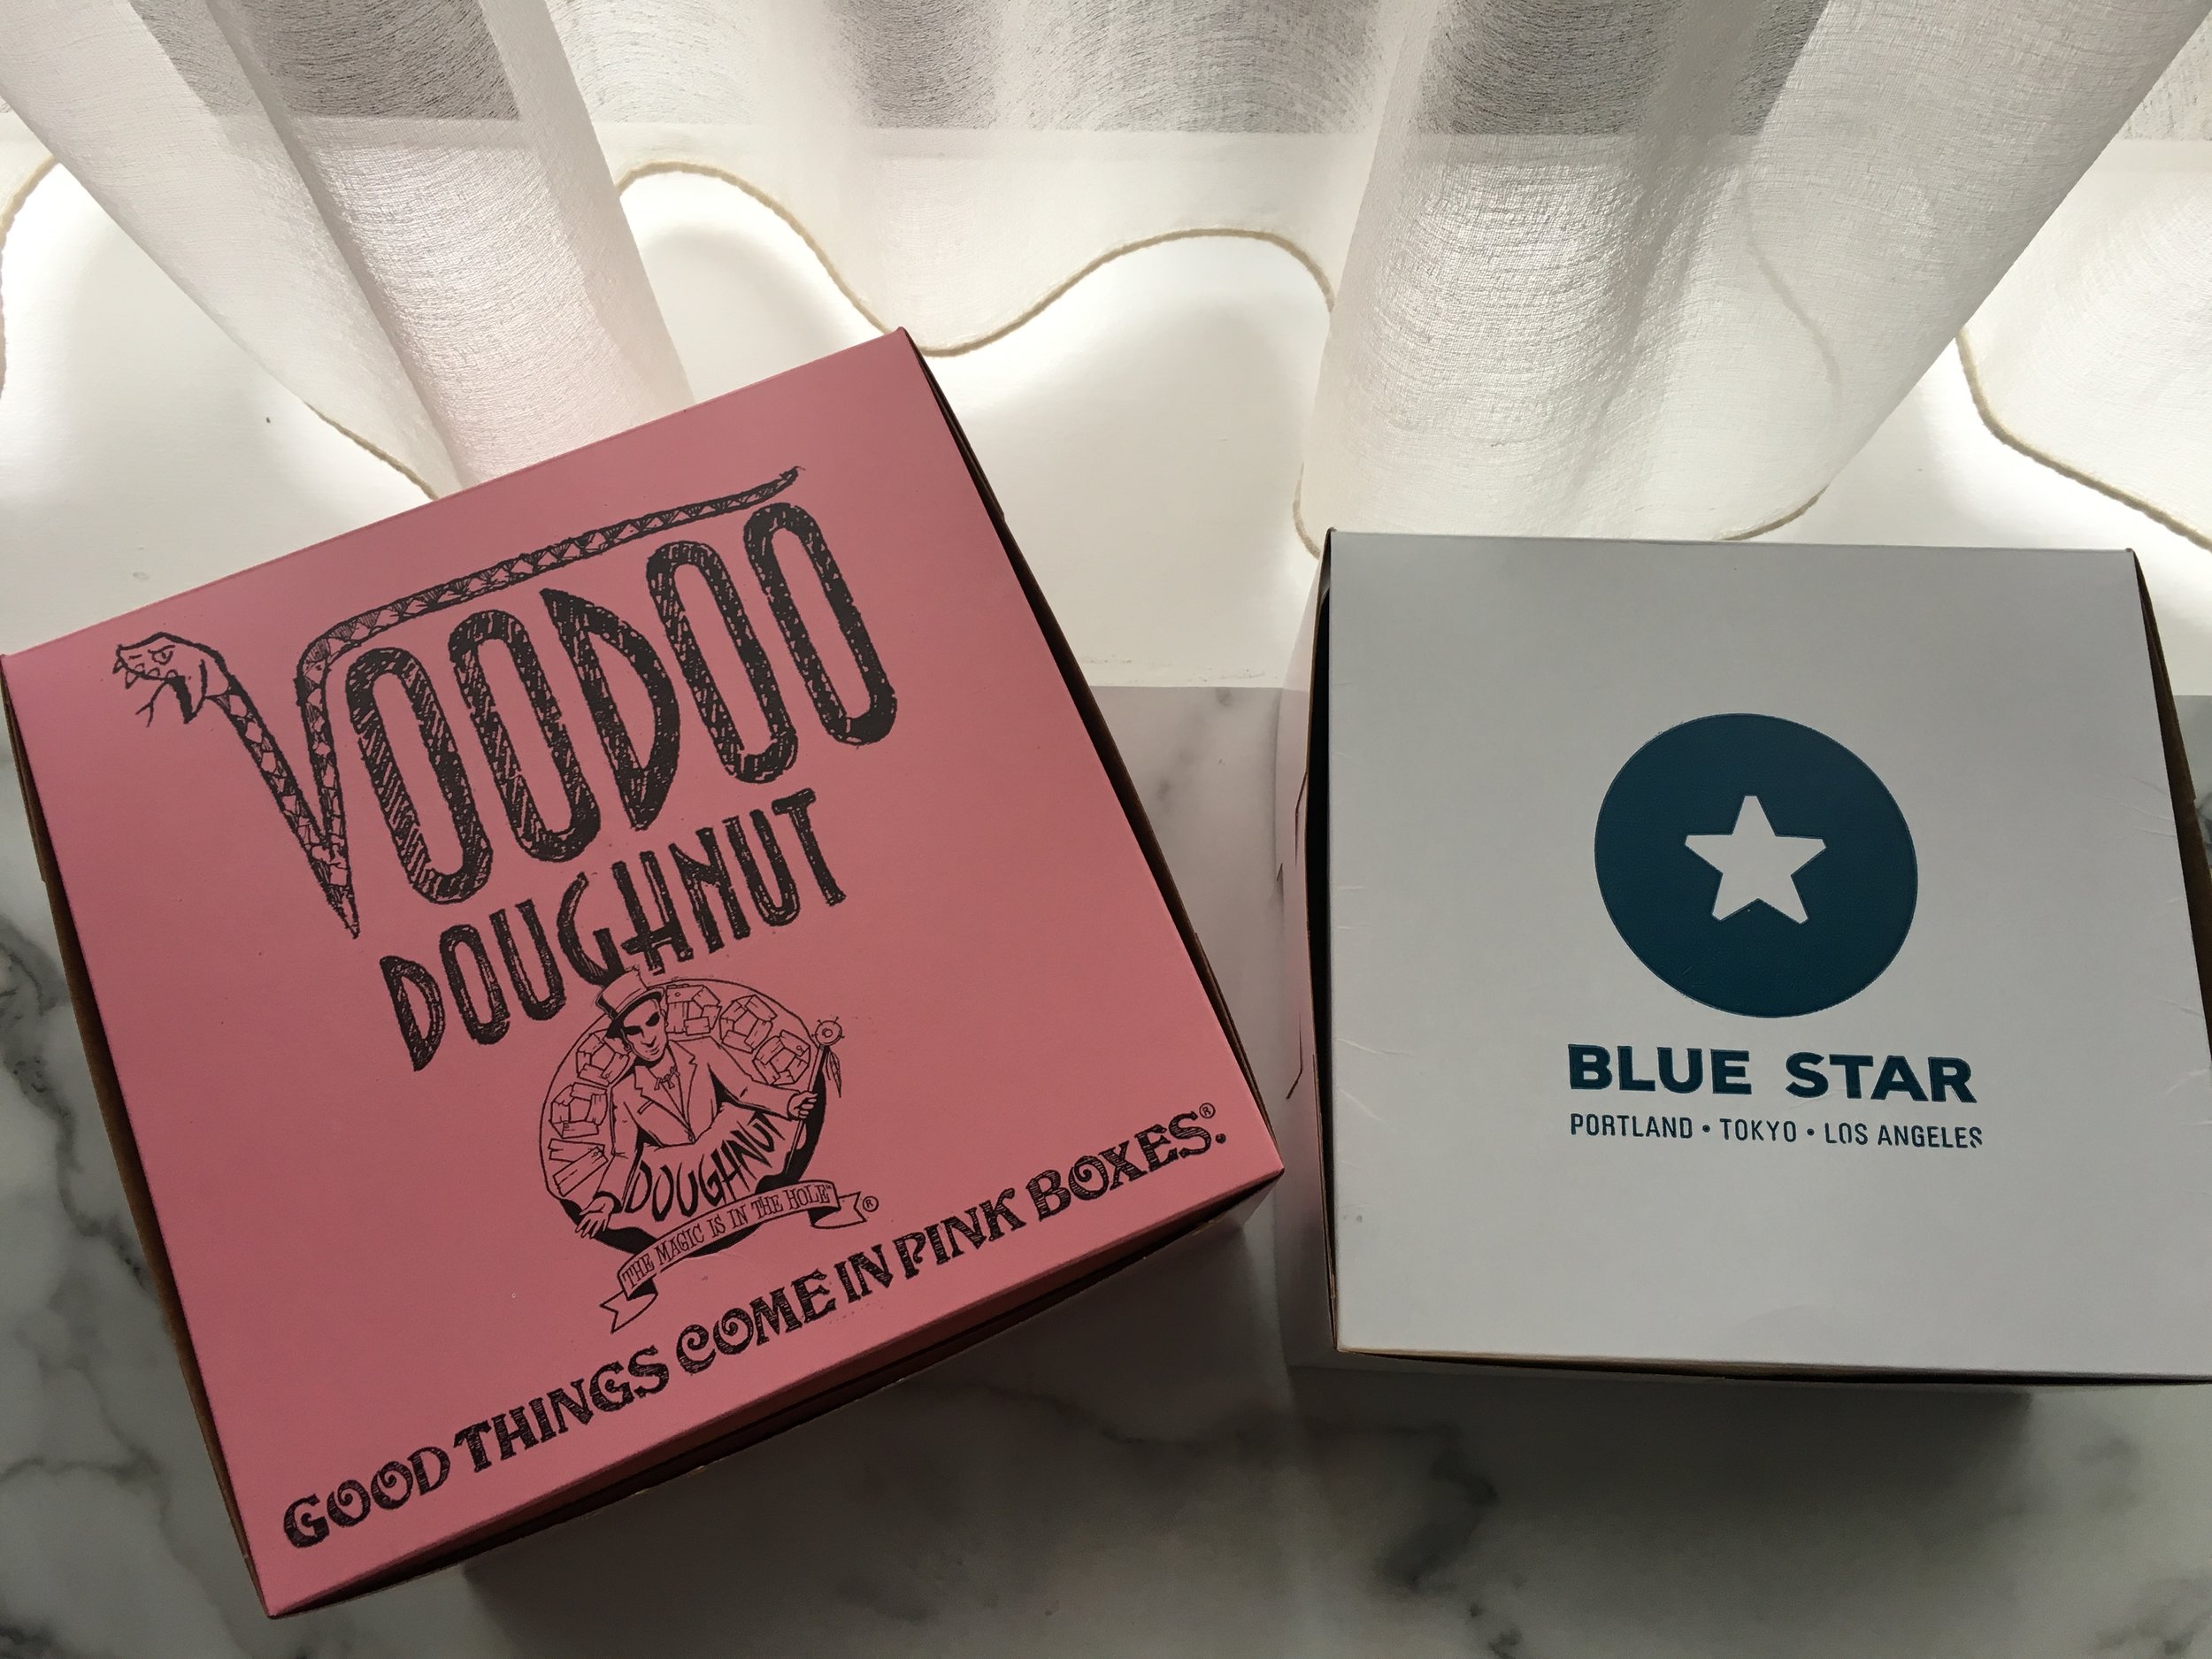 VOODOO
DOUGHNUT
DOUGHNUT
THE MAGIC IS IN THE HOLE™
®
GOOD THINGS COME IN PINK BOXES.®
BLUE STAR
PORTLAND • TOKYO • LOS ANGELES